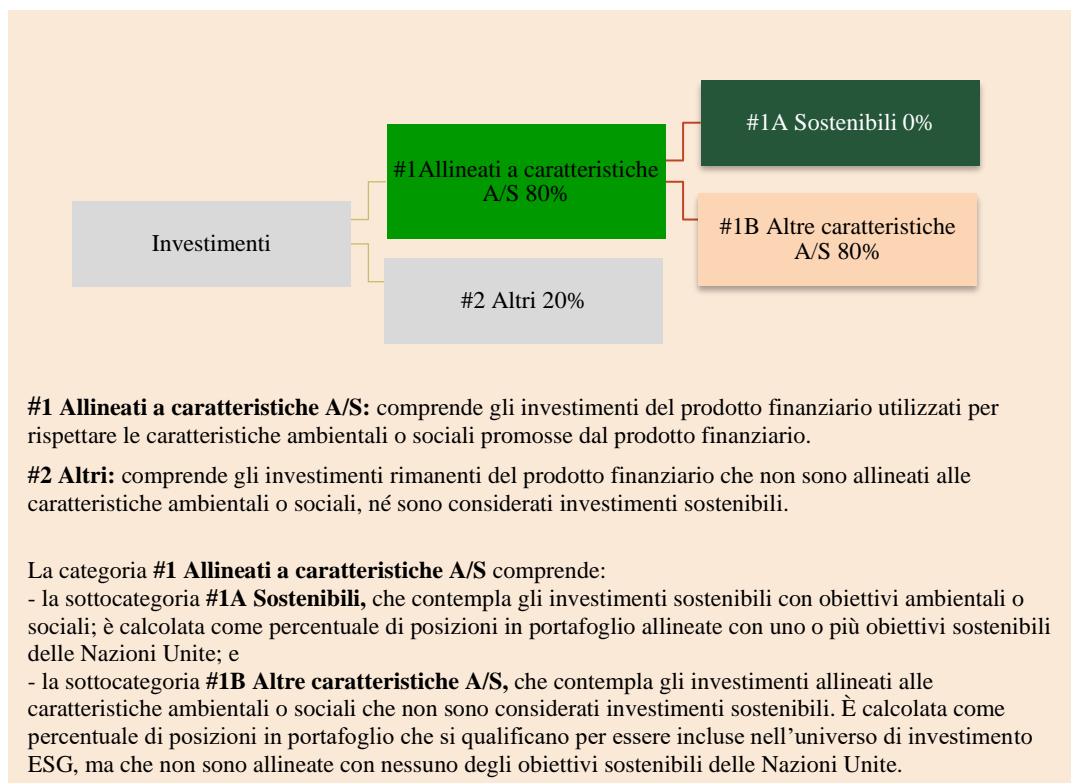 #1A Sostenibili 0%
#1Allineati a caratteristiche
A/S 80%
#1B Altre caratteristiche
A/S 80%
Investimenti
#2 Altri 20%
#1 Allineati a caratteristiche A/S: comprende gli investimenti del prodotto finanziario utilizzati per
rispettare le caratteristiche ambientali o sociali promosse dal prodotto finanziario.
#2 Altri: comprende gli investimenti rimanenti del prodotto finanziario che non sono allineati alle
caratteristiche ambientali o sociali, né sono considerati investimenti sostenibili.
La categoria #1 Allineati a caratteristiche A/S comprende:
- la sottocategoria #1A Sostenibili, che contempla gli investimenti sostenibili con obiettivi ambientali o
sociali; è calcolata come percentuale di posizioni in portafoglio allineate con uno o più obiettivi sostenibili
delle Nazioni Unite; e
- la sottocategoria #1B Altre caratteristiche A/S, che contempla gli investimenti allineati alle
caratteristiche ambientali o sociali che non sono considerati investimenti sostenibili. È calcolata come
percentuale di posizioni in portafoglio che si qualificano per essere incluse nell’universo di investimento
ESG, ma che non sono allineate con nessuno degli obiettivi sostenibili delle Nazioni Unite.